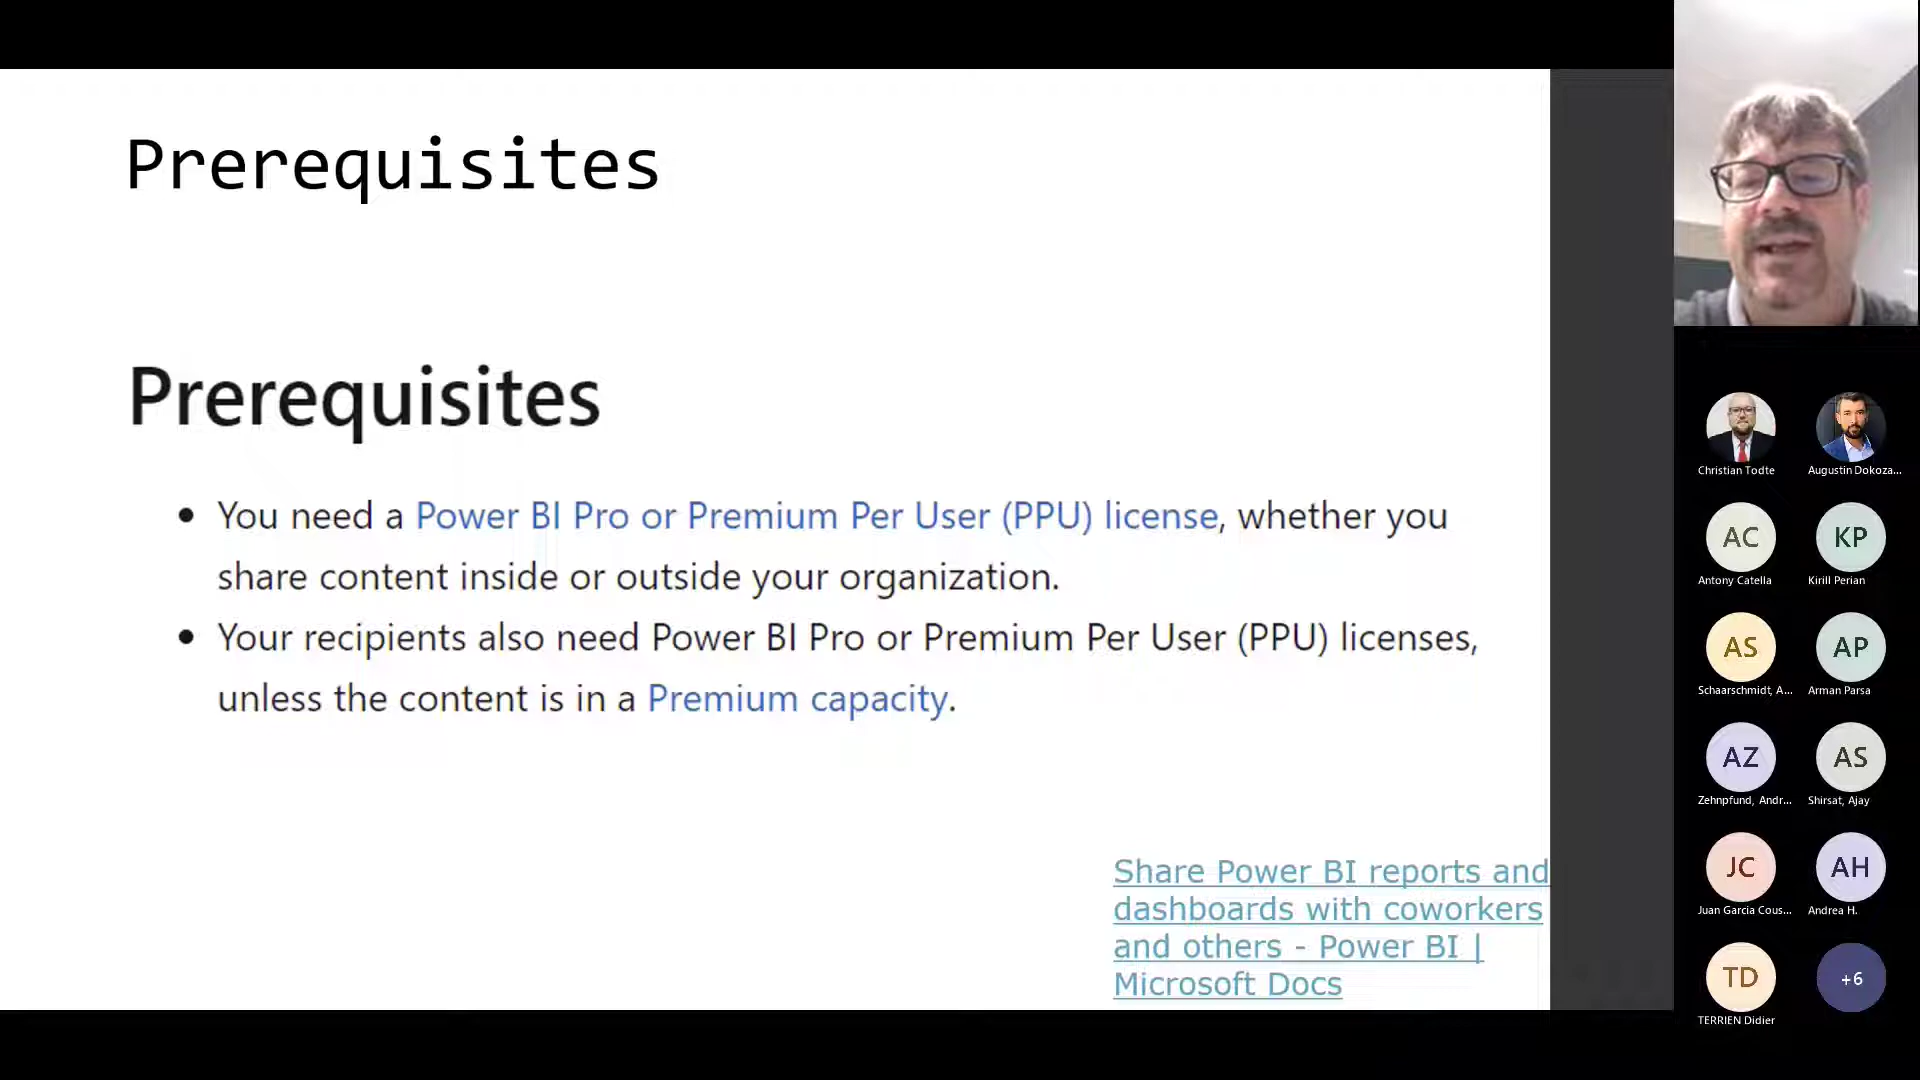 Prerequisites
Prerequisites
• You need a Power BI Pro or Premium Per User (PPU) license, whether you
share content inside or outside your organization.
• Your recipients also need Power BI Pro or Premium Per User (PPU) licenses,
unless the content is in a Premium capacity.
Share Power BI reports and
dashboards with coworkers
and others - Power BI |
Microsoft Docs
Christian Todte
Augustin Dokoza...
AC
KP
Antony Catella
Kirill Perian
AS
AP
Schaarschmidt, A...
Arman Parsa
AZ
AS
Zehnpfund, Andr...
Shirsat, Ajay
JC
AH
Juan Garcia Cous...
Andrea H.
TD
+6
TERRIEN Didier